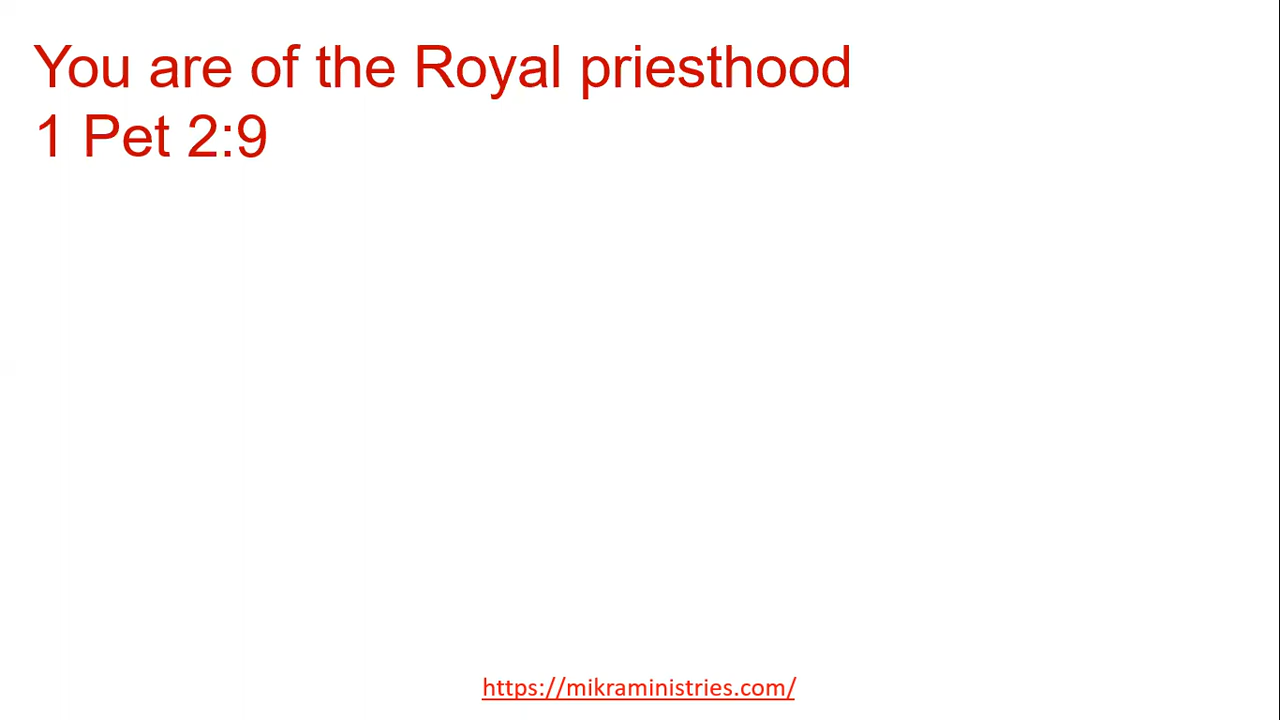 You are of the Royal priesthood
1 Pet 2:9
https://mikraministries.com/